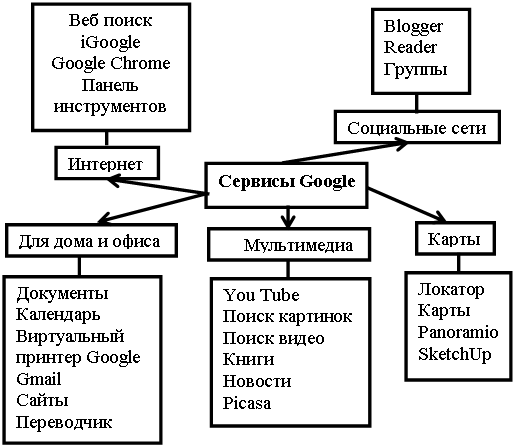 Веб поиск
iGoogle
Google Chrome
Панель
инструментов
Интернет
Blogger
Reader
Группы
Социальные сети
Сервисы Google
Для дома и офиса
Документы
Календарь
Виртуальный
принтер Google
Gmail
Сайты
Переводчик
Мультимедиа
You Tube
Поиск картинок
Поиск видео
Книги
Новости
Picasa
Карты
Локатор
Карты
Panoramio
SketchUp